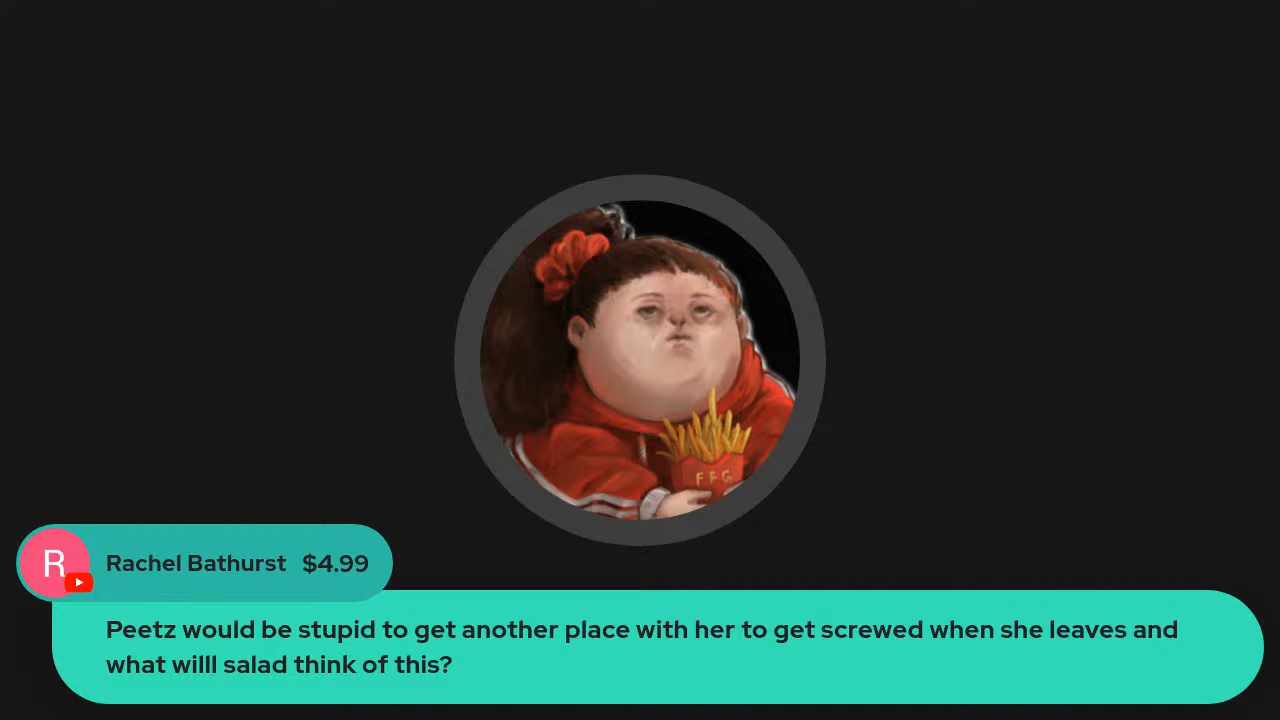 FFG
R
Rachel Bathurst $4.99
Peetz would be stupid to get another place with her to get screwed when she leaves and
what willl salad think of this?